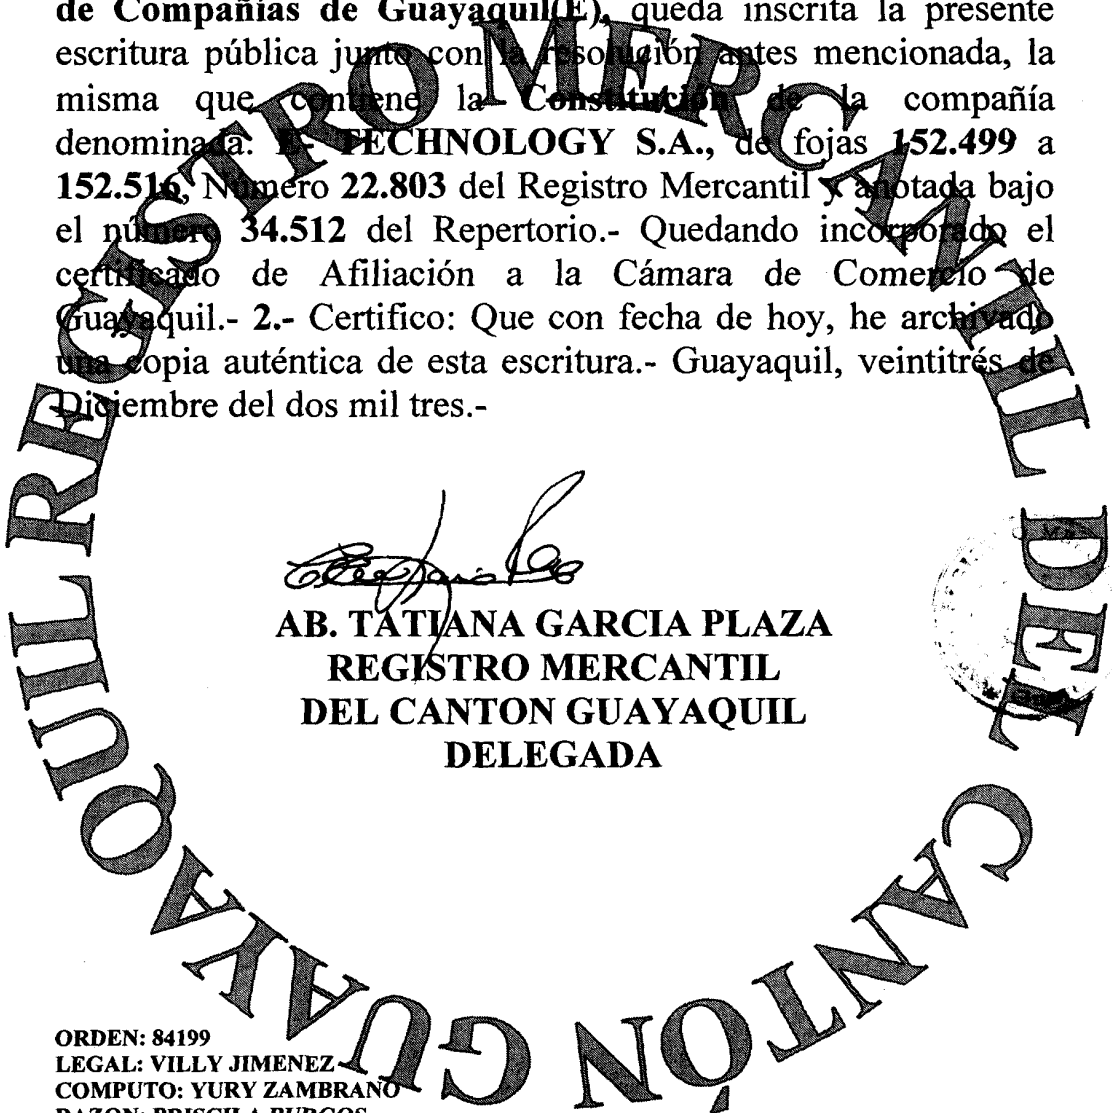 de Compañías de Guayaquil(E), queda inscrita la presente
escritura pública junto con la resolución antes mencionada, la
misma que contiene la Constitución de la compañía
denominada: E- TECHNOLOGY S.A., de fojas 152.499 a
152.516, Número 22.803 del Registro Mercantil y anotada bajo
el número 34.512 del Repertorio.- Quedando incorporado el
certificado de Afiliación a la Cámara de Comercio de
Guayaquil.- 2.- Certifico: Que con fecha de hoy, he archivado
una copia auténtica de esta escritura.- Guayaquil, veintitrés de
Diciembre del dos mil tres.-
AB. TATIANA GARCIA PLAZA
REGISTRO MERCANTIL
DEL CANTON GUAYAQUIL
DELEGADA
ORDEN: 84199
LEGAL: VILLY JIMENEZ
COMPUTO: YURY ZAMBRANO
RAZON: PRISCILA BURGOS
REGISTRO MERCANTIL DEL CANTÓN GUAYAQUIL